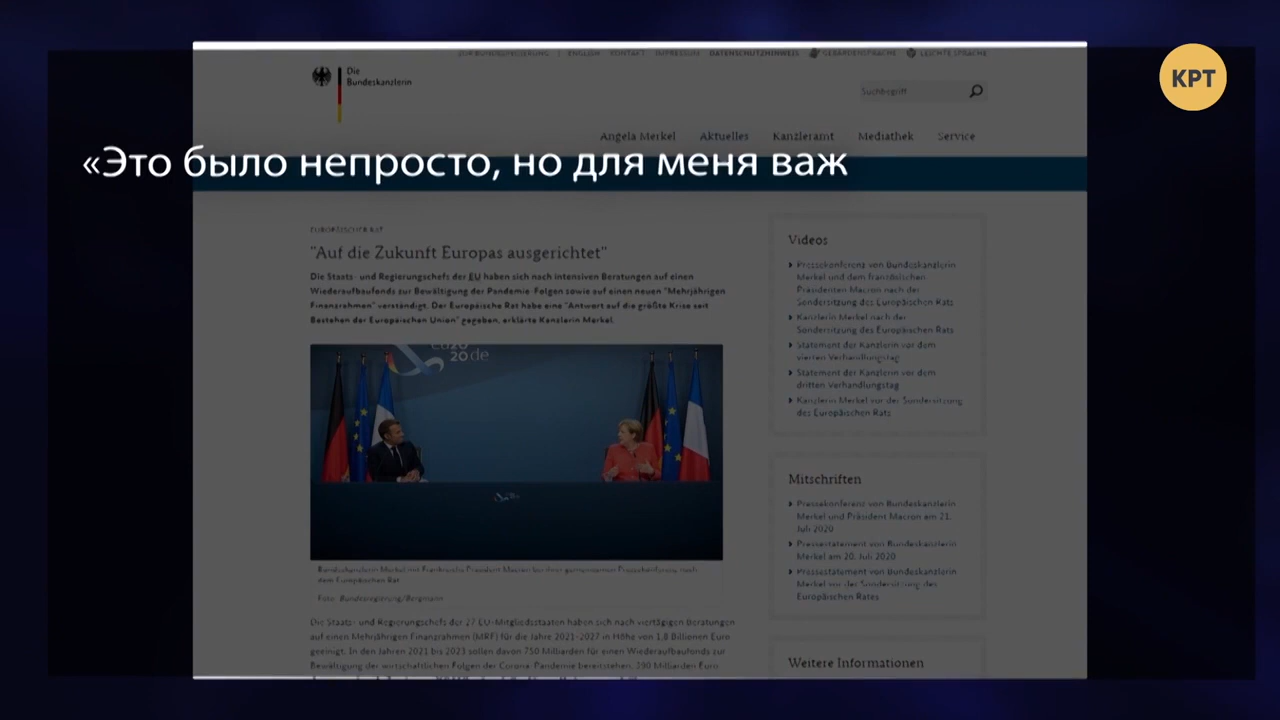 ZUR BUNDESREGIERUNG | ENGLISH KONTAKT IMPRESSUM DATENSCHUTZHINWEIS GEBÄRDENSPRACHE LEICHTE SPRACHE
Die
Bundeskanzlerin
КРТ
Suchbegriff
Angela Merkel Aktuelles Kanzleramt Mediathek Service
«Это было непросто, но для меня важ
EUROPÄISCHER RAT
"Auf die Zukunft Europas ausgerichtet"
Die Staats- und Regierungschefs der EU haben sich nach intensiven Beratungen auf einen
Wiederaufbaufonds zur Bewältigung der Pandemie-Folgen sowie auf einen neuen "Mehrjährigen
Finanzrahmen" verständigt. Der Europäische Rat habe eine "Antwort auf die größte Krise seit
Bestehen der Europäischen Union" gegeben, erklärte Kanzlerin Merkel.
eu20
20de
Bundeskanzlerin Merkel mit Frankreichs Präsident Macron bei ihrer gemeinsamen Pressekonferenz nach
dem Europäischen Rat
Foto: Bundesregierung/Bergmann
Die Staats- und Regierungschefs der 27 EU-Mitgliedsstaaten haben sich nach viertägigen Beratungen
auf einen Mehrjährigen Finanzrahmen (MRF) für die Jahre 2021-2027 in Höhe von 1,8 Billionen Euro
geeinigt. In den Jahren 2021 bis 2023 sollen davon 750 Milliarden für einen Wiederaufbaufonds zur
Bewältigung der wirtschaftlichen Folgen der Corona-Pandemie bereitstehen. 390 Milliarden Euro
Videos
Pressekonferenz von Bundeskanzlerin
Merkel und dem französischen
Präsidenten Macron nach der
Sondersitzung des Europäischen Rats
Kanzlerin Merkel nach der
Sondersitzung des Europäischen Rats
Statement der Kanzlerin vor dem
vierten Verhandlungstag
Statement der Kanzlerin vor dem
dritten Verhandlungstag
Kanzlerin Merkel vor der Sondersitzung
des Europäischen Rats
Mitschriften
Pressekonferenz von Bundeskanzlerin
Merkel und Präsident Macron am 21.
Juli 2020
Pressestatement von Bundeskanzlerin
Merkel am 20. Juli 2020
Pressestatement von Bundeskanzlerin
Merkel vor der Sondersitzung des
Europäischen Rates
Weitere Informationen